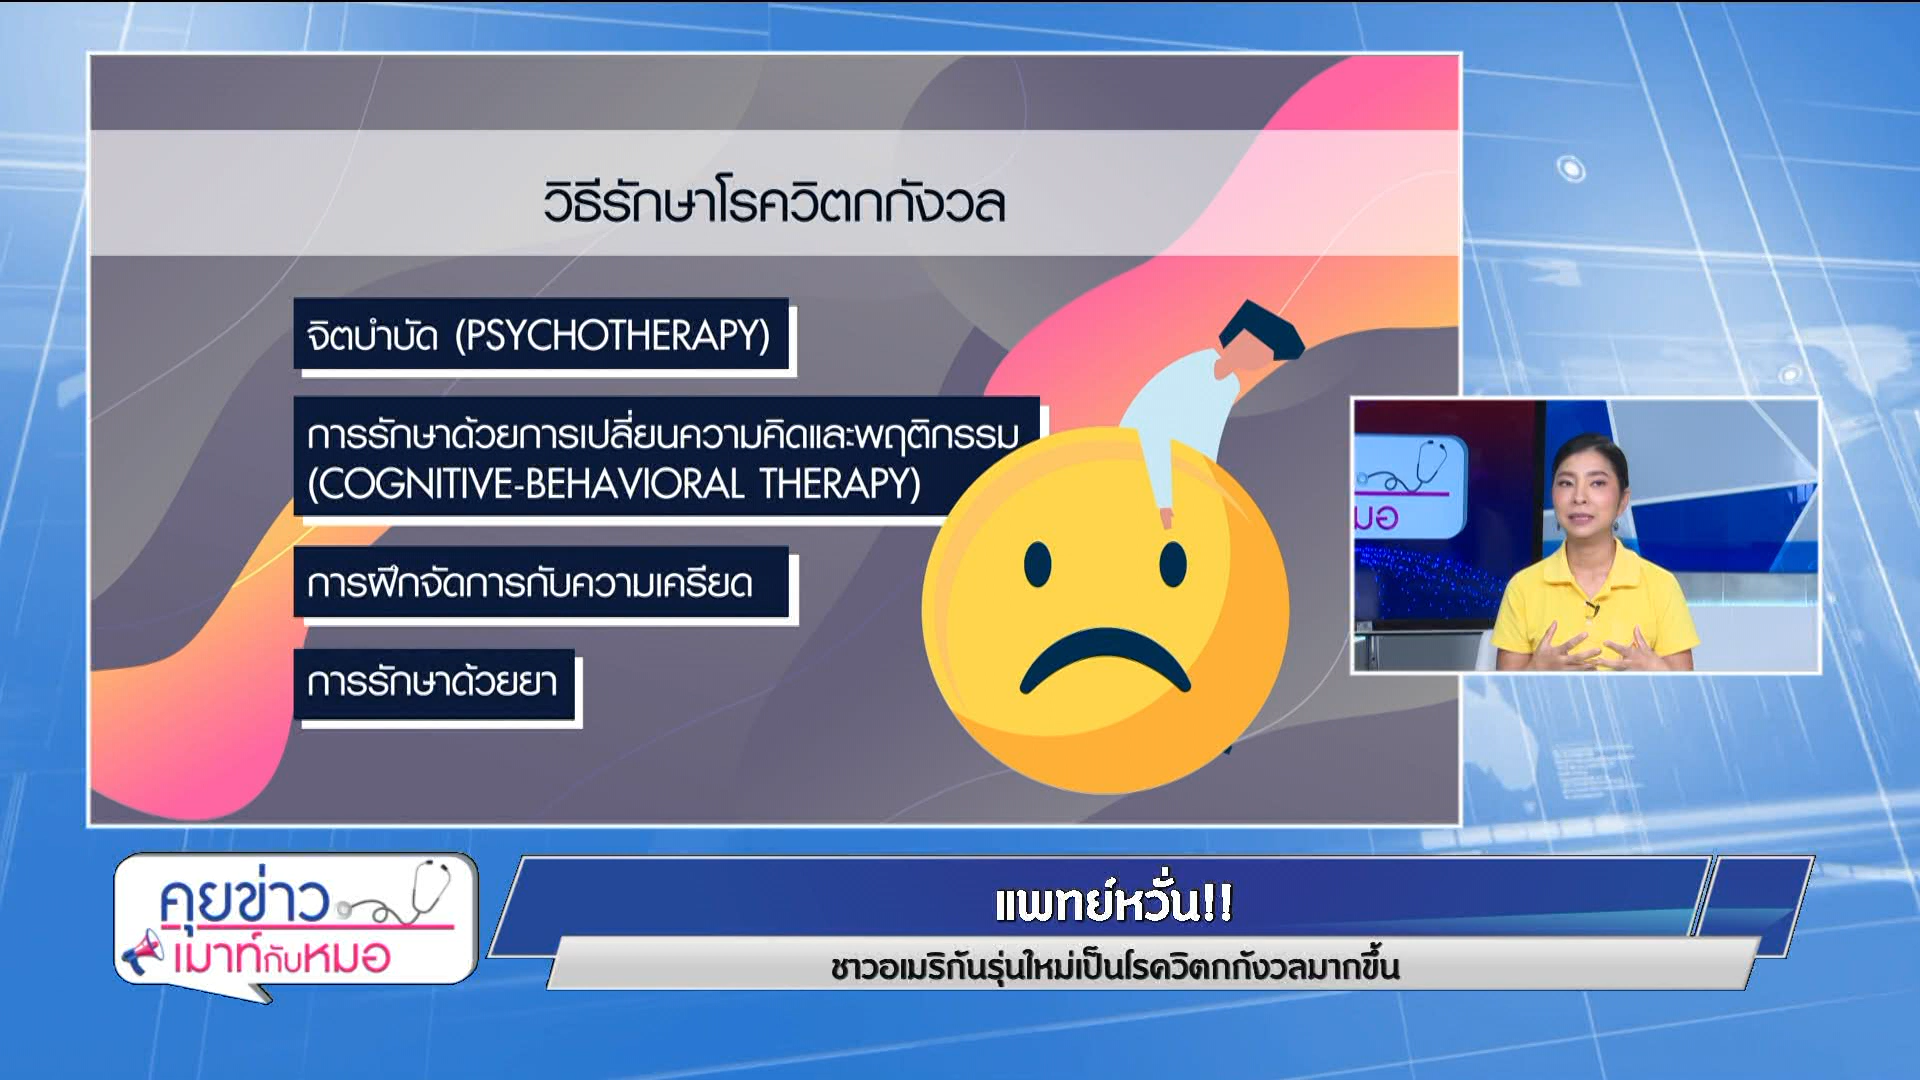 วิธีรักษาโรควิตกกังวล
จิตบำบัด (PSYCHOTHERAPY)
การรักษาด้วยการเปลี่ยนความคิดและพฤติกรรม
(COGNITIVE-BEHAVIORAL THERAPY)
การฝึกจัดการกับความเครียด
การรักษาด้วยยา
หมอ
คุยข่าว
เมาท์กับหมอ
แพทย์หวั่น!!
ชาวอเมริกันรุ่นใหม่เป็นโรควิตกกังวลมากขึ้น